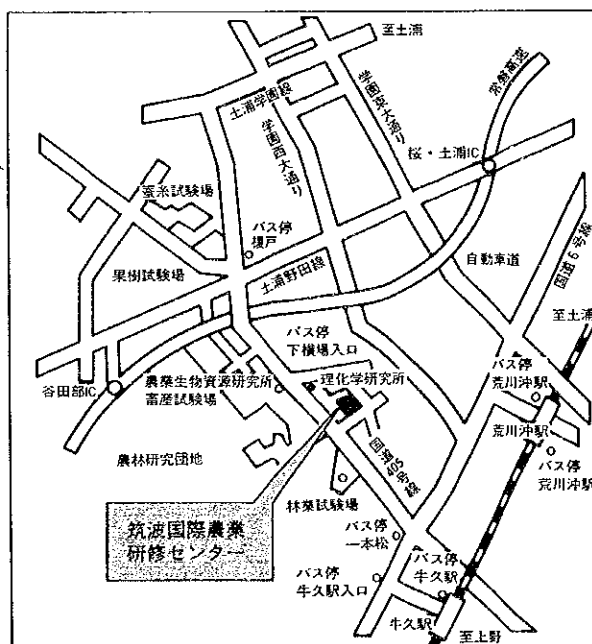 至土浦
土浦学園線
学園西大通り
学園東大通り
常磐高速
桜・土浦IC
蚕糸試験場
バス停
榎戸
果樹試験場
土浦野田線
自動車道
国道6号線
至土浦
バス停
下横場入口
バス停
荒川沖駅
谷田部IC
農業生物資源研究所
畜産試験場
理化学研究所
荒川沖駅
バス停
荒川沖駅
農林研究団地
国道405号線
林業試験場
筑波国際農業
研修センター
バス停
一本松
バス停
牛久駅
バス停
牛久駅入口
牛久駅
至上野